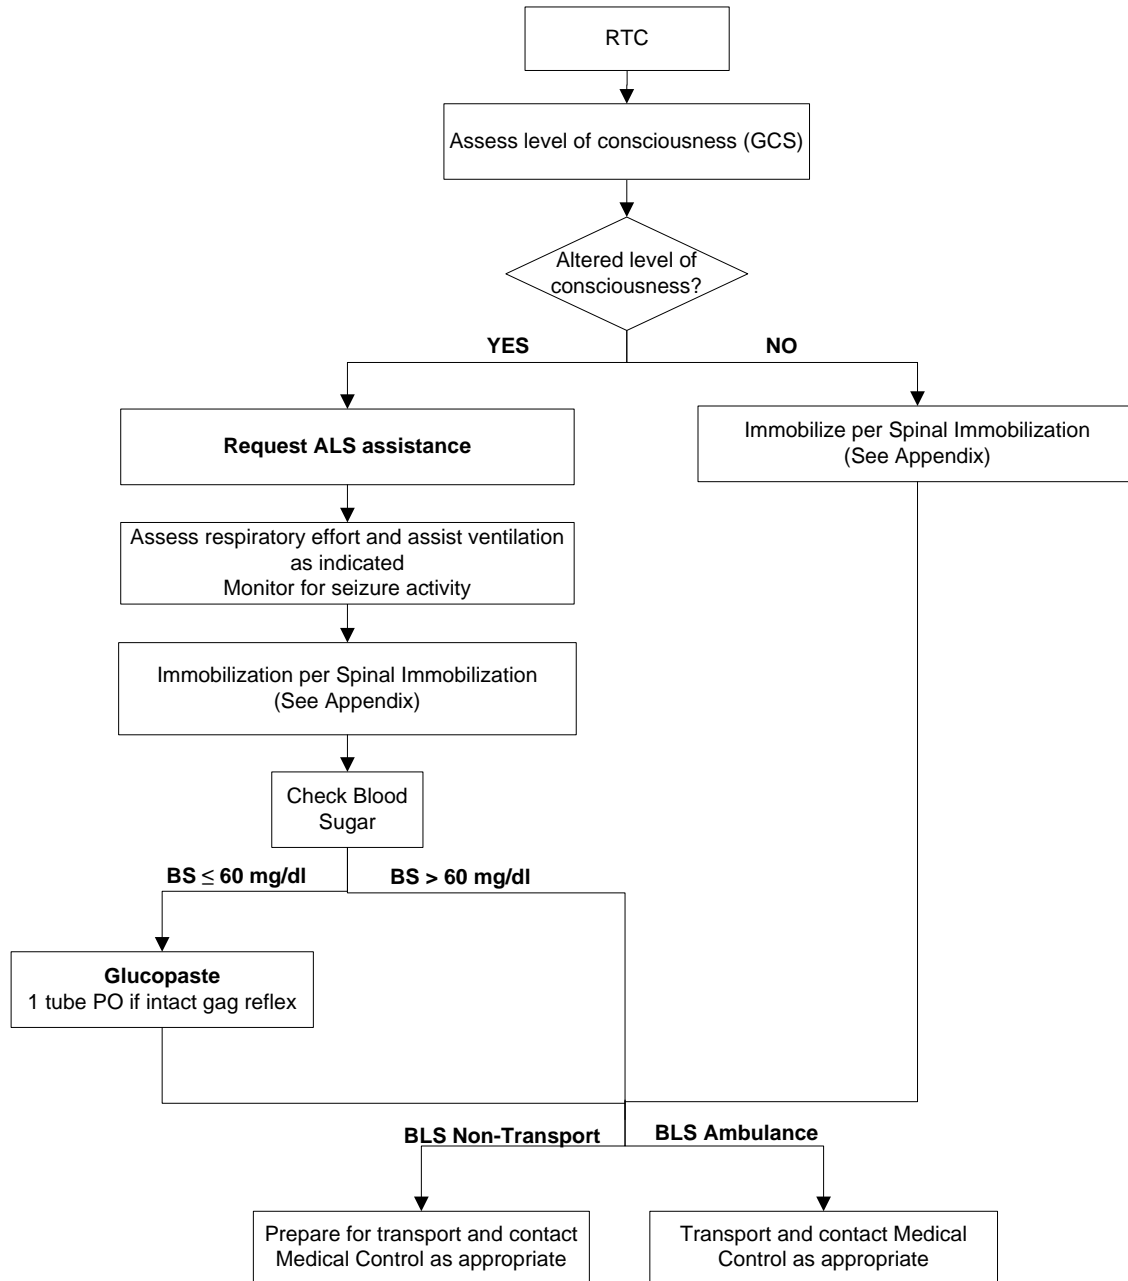 RTC
Assess level of consciousness (GCS)
Altered level of
consciousness?
YES
NO
Request ALS assistance
Immobilize per Spinal Immobilization
(See Appendix)
Assess respiratory effort and assist ventilation
as indicated
Monitor for seizure activity
Immobilization per Spinal Immobilization
(See Appendix)
Check Blood
Sugar
BS ≤ 60 mg/dl
BS > 60 mg/dl
Glucopaste
1 tube PO if intact gag reflex
BLS Non-Transport
BLS Ambulance
Prepare for transport and contact
Medical Control as appropriate
Transport and contact Medical
Control as appropriate